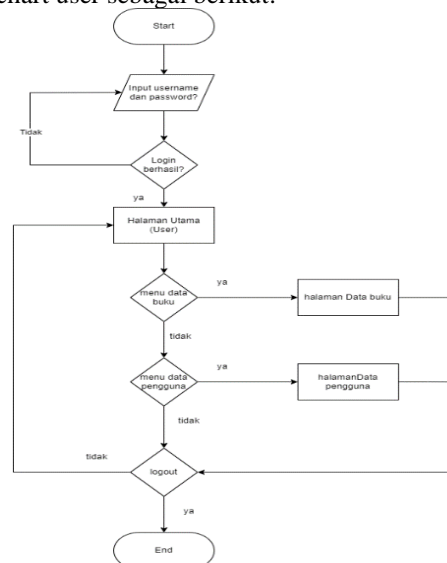 user sebagai berikut:
Start
Input username
dan password?
Tidak
Login
berhasil?
ya
Halaman Utama
(User)
menu data
buku
ya
halaman Data buku
tidak
menu data
pengguna
ya
halamanData
pengguna
tidak
tidak
logout
ya
End